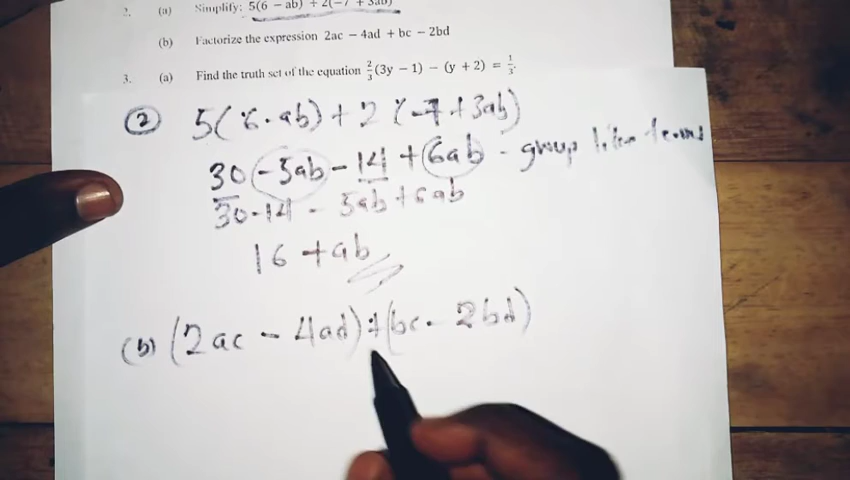 2. (a) Simplify: 5(6 − ab) + 2(−7 + 3ab)
(b) Factorize the expression 2ac − 4ad + bc − 2bd
3. (a) Find the truth set of the equation 2/3(3y − 1) − (y + 2) = 1/3.
② 5(6-ab) + 2(-7+3ab)
30 - 5ab - 14 + 6ab - group like terms
30-14 - 5ab + 6ab
16 + ab
(b) (2ac - 4ad) + (bc - 2bd)